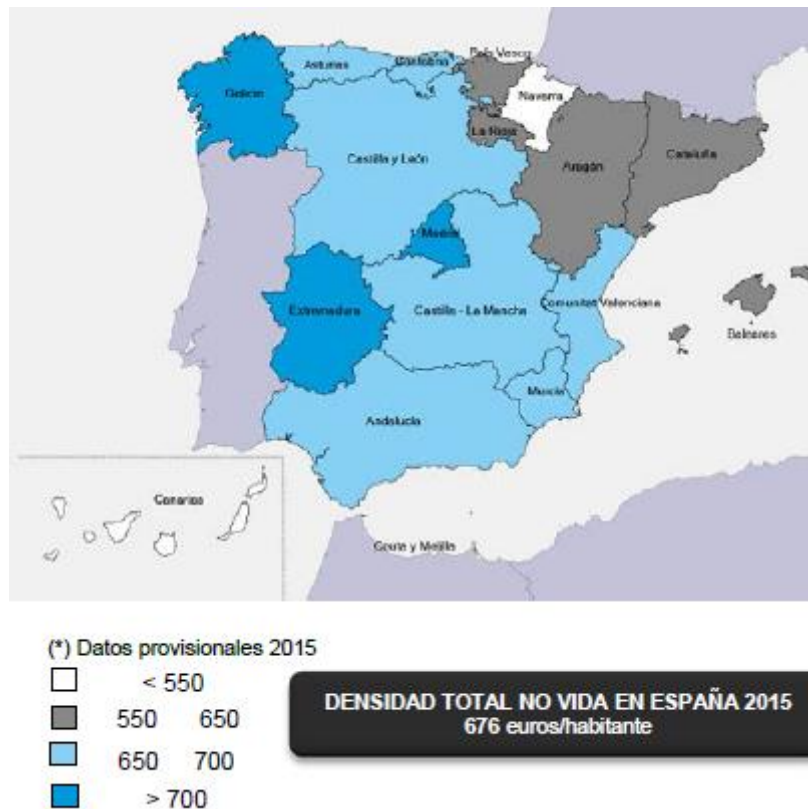 País Vasco
Asturias
Cantabria
Galicia
Navarra
La Rioja
Cataluña
Castilla y León
Aragón
Madrid
Extremadura
Castilla - La Mancha
Comunitat Valenciana
Baleares
Murcia
Andalucía
Canarias
Ceuta y Melilla
(*) Datos provisionales 2015
< 550
550 650
650 700
> 700
DENSIDAD TOTAL NO VIDA EN ESPAÑA 2015
676 euros/habitante